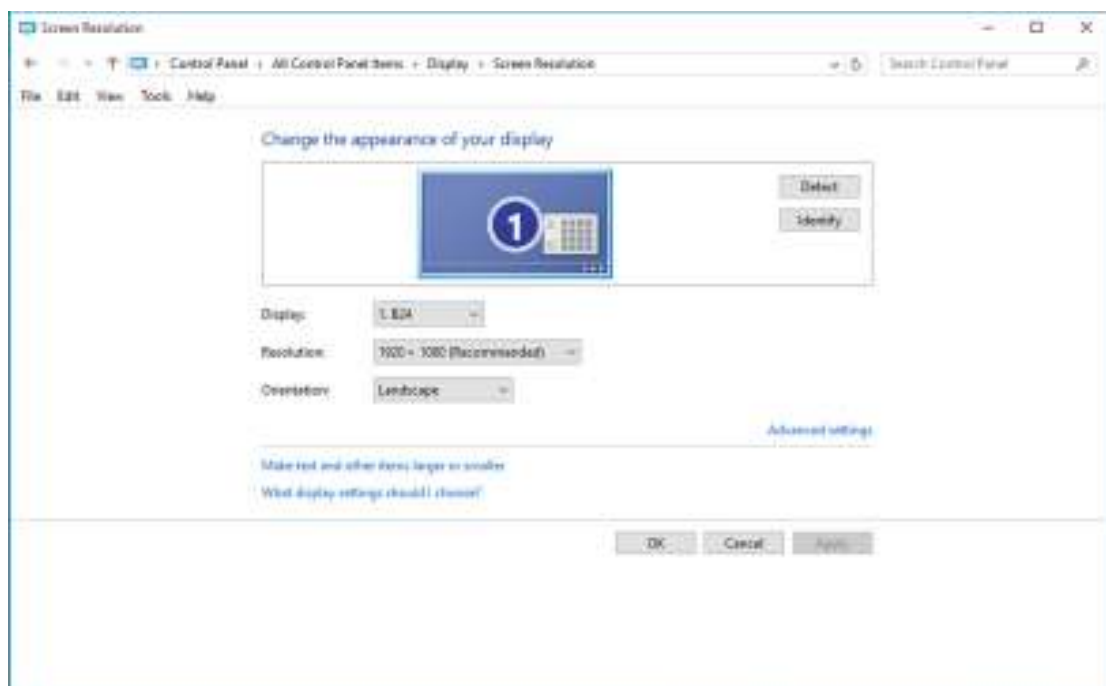 Screen Resolution
Control Panel › All Control Panel Items › Display › Screen Resolution
Search Control Panel
File Edit View Tools Help
Change the appearance of your display
1
Detect
Identify
Display: 1. B24
Resolution: 1920 × 1080 (Recommended)
Orientation: Landscape
Advanced settings
Make text and other items larger or smaller
What display settings should I choose?
OK Cancel Apply